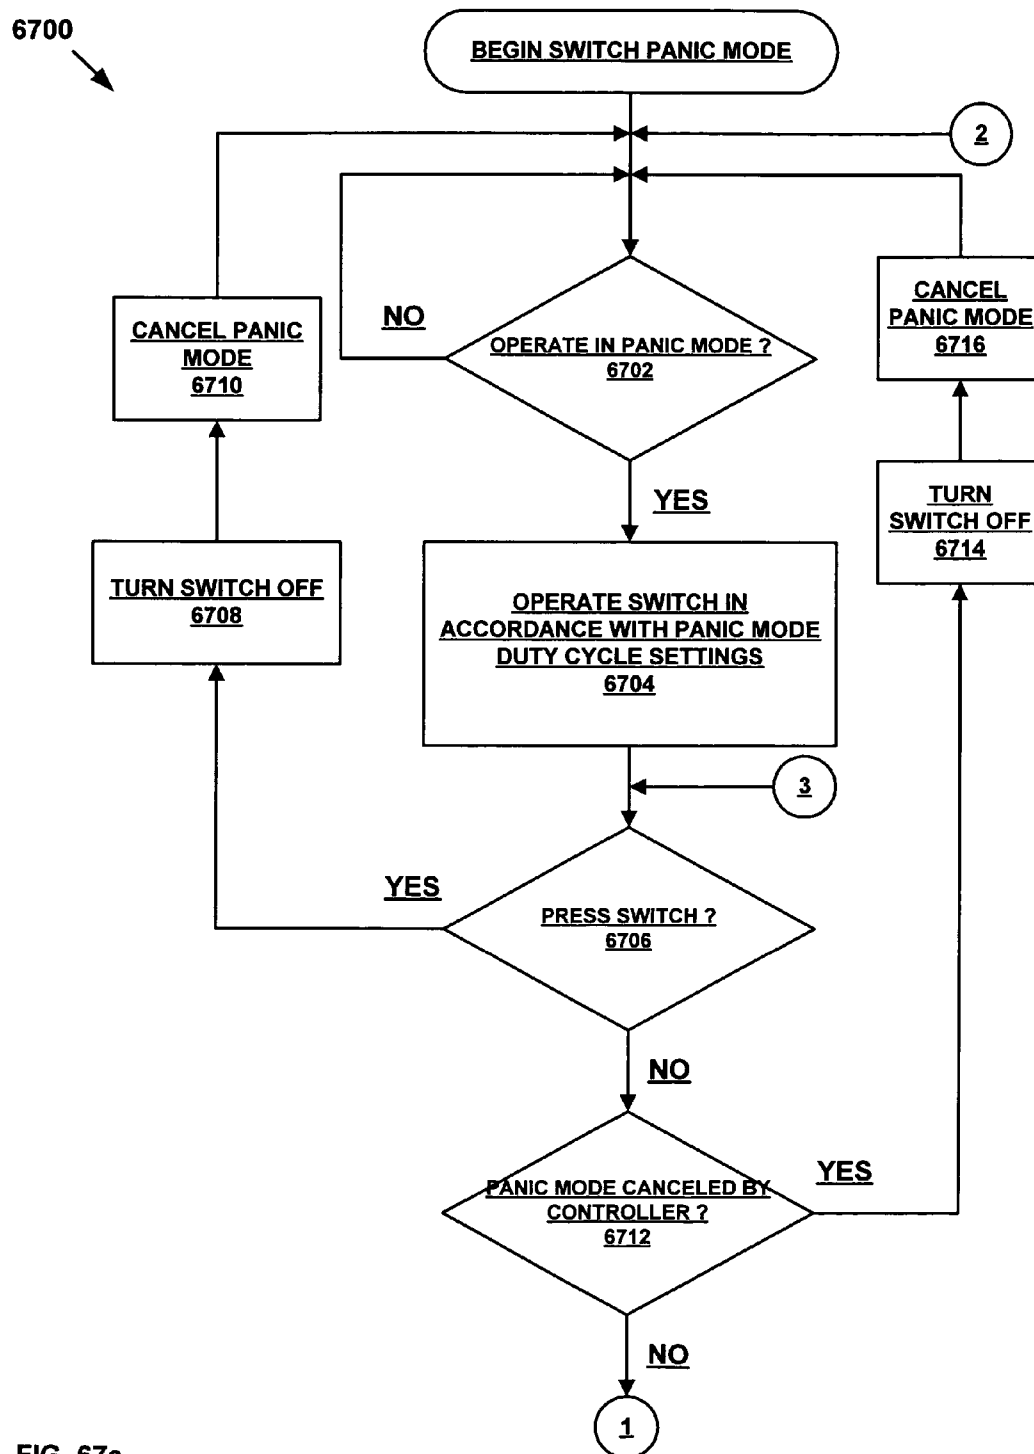 6700
BEGIN SWITCH PANIC MODE
2
CANCEL PANIC
MODE
6710
NO
OPERATE IN PANIC MODE ?
6702
CANCEL
PANIC MODE
6716
YES
TURN
SWITCH OFF
6714
TURN SWITCH OFF
6708
OPERATE SWITCH IN
ACCORDANCE WITH PANIC MODE
DUTY CYCLE SETTINGS
6704
3
YES
PRESS SWITCH ?
6706
NO
PANIC MODE CANCELED BY
CONTROLLER ?
6712
YES
NO
1
FIG. 67a